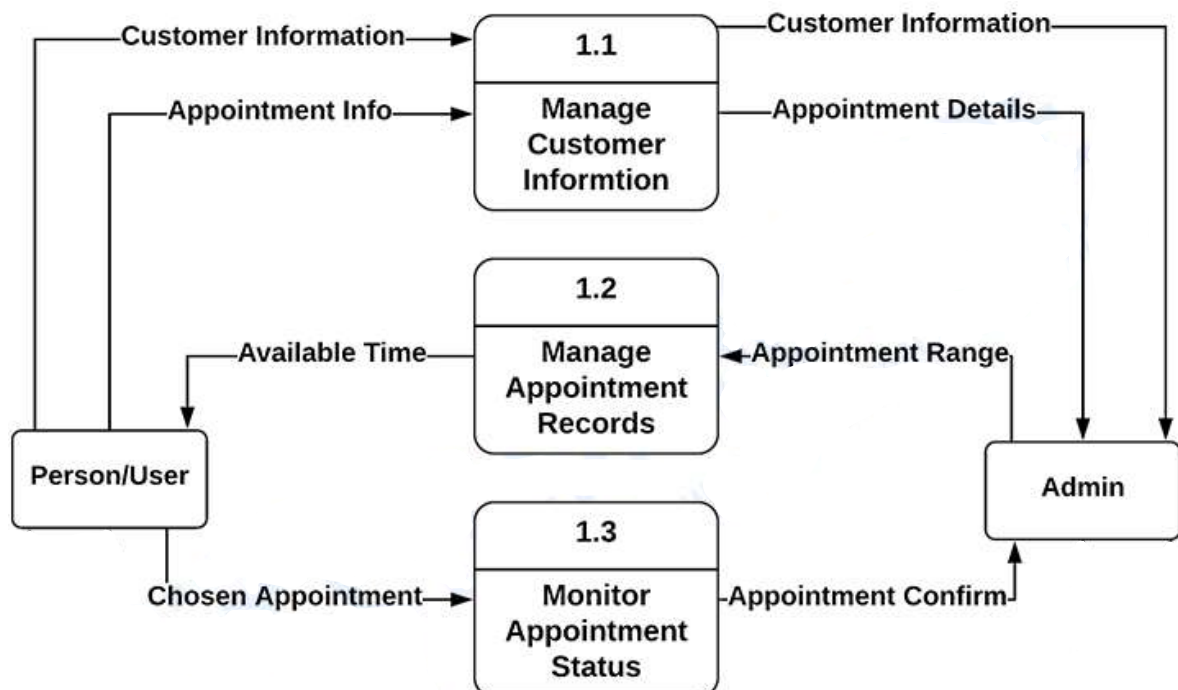 Customer Information
1.1
Customer Information
Appointment Info
Manage
Customer
Informtion
Appointment Details
1.2
Available Time
Manage
Appointment
Records
Appointment Range
Person/User
Admin
1.3
Chosen Appointment
Monitor
Appointment
Status
Appointment Confirm